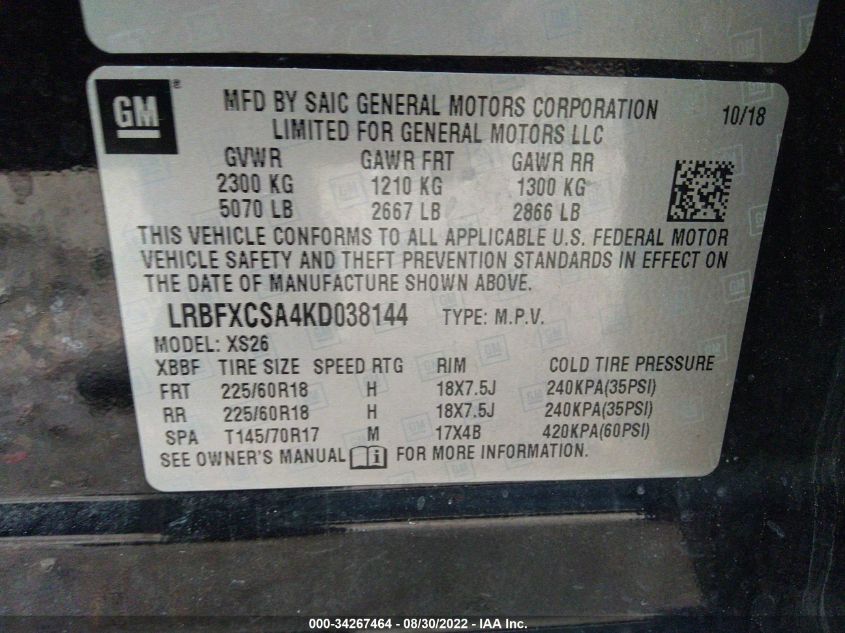 GM
MFD BY SAIC GENERAL MOTORS CORPORATION
LIMITED FOR GENERAL MOTORS LLC
10/18
GVWR GAWR FRT GAWR RR
2300 KG 1210 KG 1300 KG
5070 LB 2667 LB 2866 LB
THIS VEHICLE CONFORMS TO ALL APPLICABLE U.S. FEDERAL MOTOR
VEHICLE SAFETY AND THEFT PREVENTION STANDARDS IN EFFECT ON
THE DATE OF MANUFACTURE SHOWN ABOVE.
LRBFXCSA4KD038144 TYPE: M.P.V.
MODEL: XS26
XBBF TIRE SIZE SPEED RTG RIM COLD TIRE PRESSURE
FRT 225/60R18 H 18X7.5J 240KPA(35PSI)
RR 225/60R18 H 18X7.5J 240KPA(35PSI)
SPA T145/70R17 M 17X4B 420KPA(60PSI)
SEE OWNER'S MANUAL FOR MORE INFORMATION.
000-34267464 - 08/30/2022 - IAA Inc.